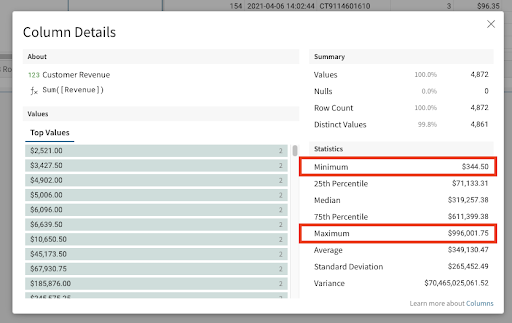 154 2021-04-06 14:02:44 CT9114601610 3 $96.35
Column Details
About
123 Customer Revenue
fx Sum([Revenue])
Values
Top Values
$2,521.00 2
$3,427.50 2
$4,902.00 2
$5,006.00 2
$6,096.00 2
$6,639.50 2
$10,650.50 2
$45,173.50 2
$67,930.75 2
$185,876.00 2
Summary
Values 100.0% 4,872
Nulls 0.0% 0
Row Count 100.0% 4,872
Distinct Values 99.8% 4,861
Statistics
Minimum $344.50
25th Percentile $71,133.31
Median $319,257.38
75th Percentile $611,399.38
Maximum $996,001.75
Average $349,130.47
Standard Deviation $265,452.49
Variance $70,465,025,061.52
Learn more about Columns